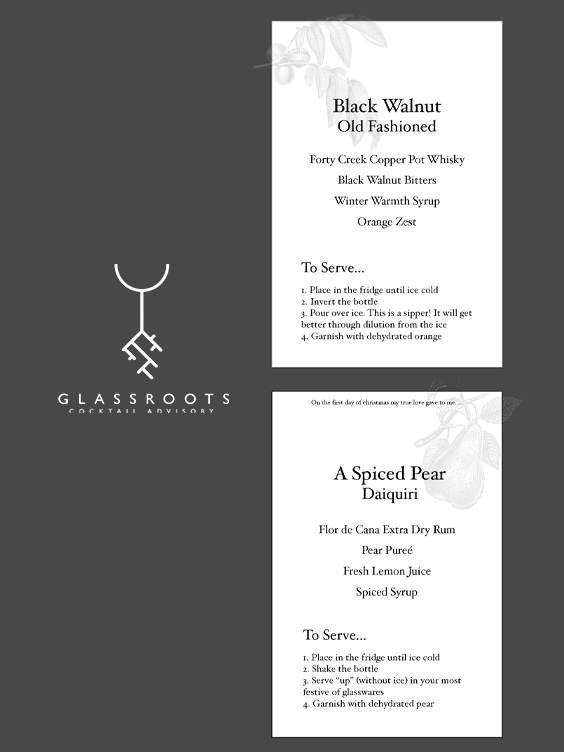 GLASSROOTS
COCKTAIL ADVISORY
Black Walnut
Old Fashioned
Forty Creek Copper Pot Whisky
Black Walnut Bitters
Winter Warmth Syrup
Orange Zest
To Serve...
1. Place in the fridge until ice cold
2. Invert the bottle
3. Pour over ice. This is a sipper! It will get
better through dilution from the ice
4. Garnish with dehydrated orange
On the first day of christmas my true love gave to me...
A Spiced Pear
Daiquiri
Flor de Cana Extra Dry Rum
Pear Pureé
Fresh Lemon Juice
Spiced Syrup
To Serve...
1. Place in the fridge until ice cold
2. Shake the bottle
3. Serve “up” (without ice) in your most
festive of glasswares
4. Garnish with dehydrated pear